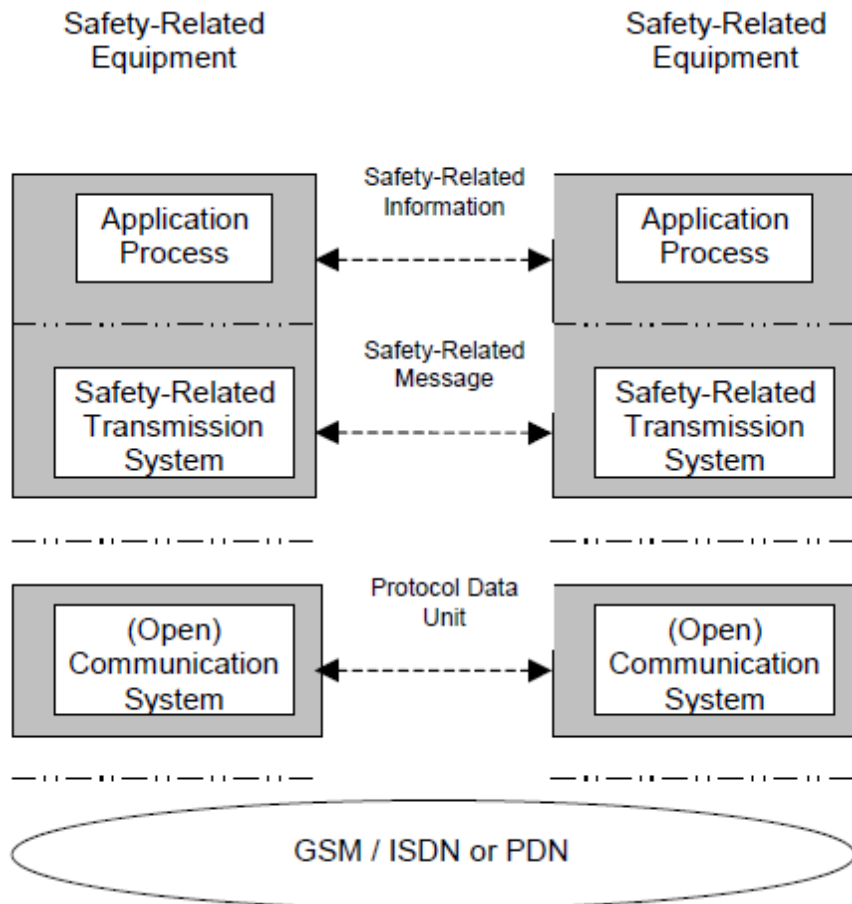 Safety-Related
Equipment
Safety-Related
Equipment
Safety-Related
Information
Application
Process
Application
Process
Safety-Related
Message
Safety-Related
Transmission
System
Safety-Related
Transmission
System
Protocol Data
Unit
(Open)
Communication
System
(Open)
Communication
System
GSM / ISDN or PDN